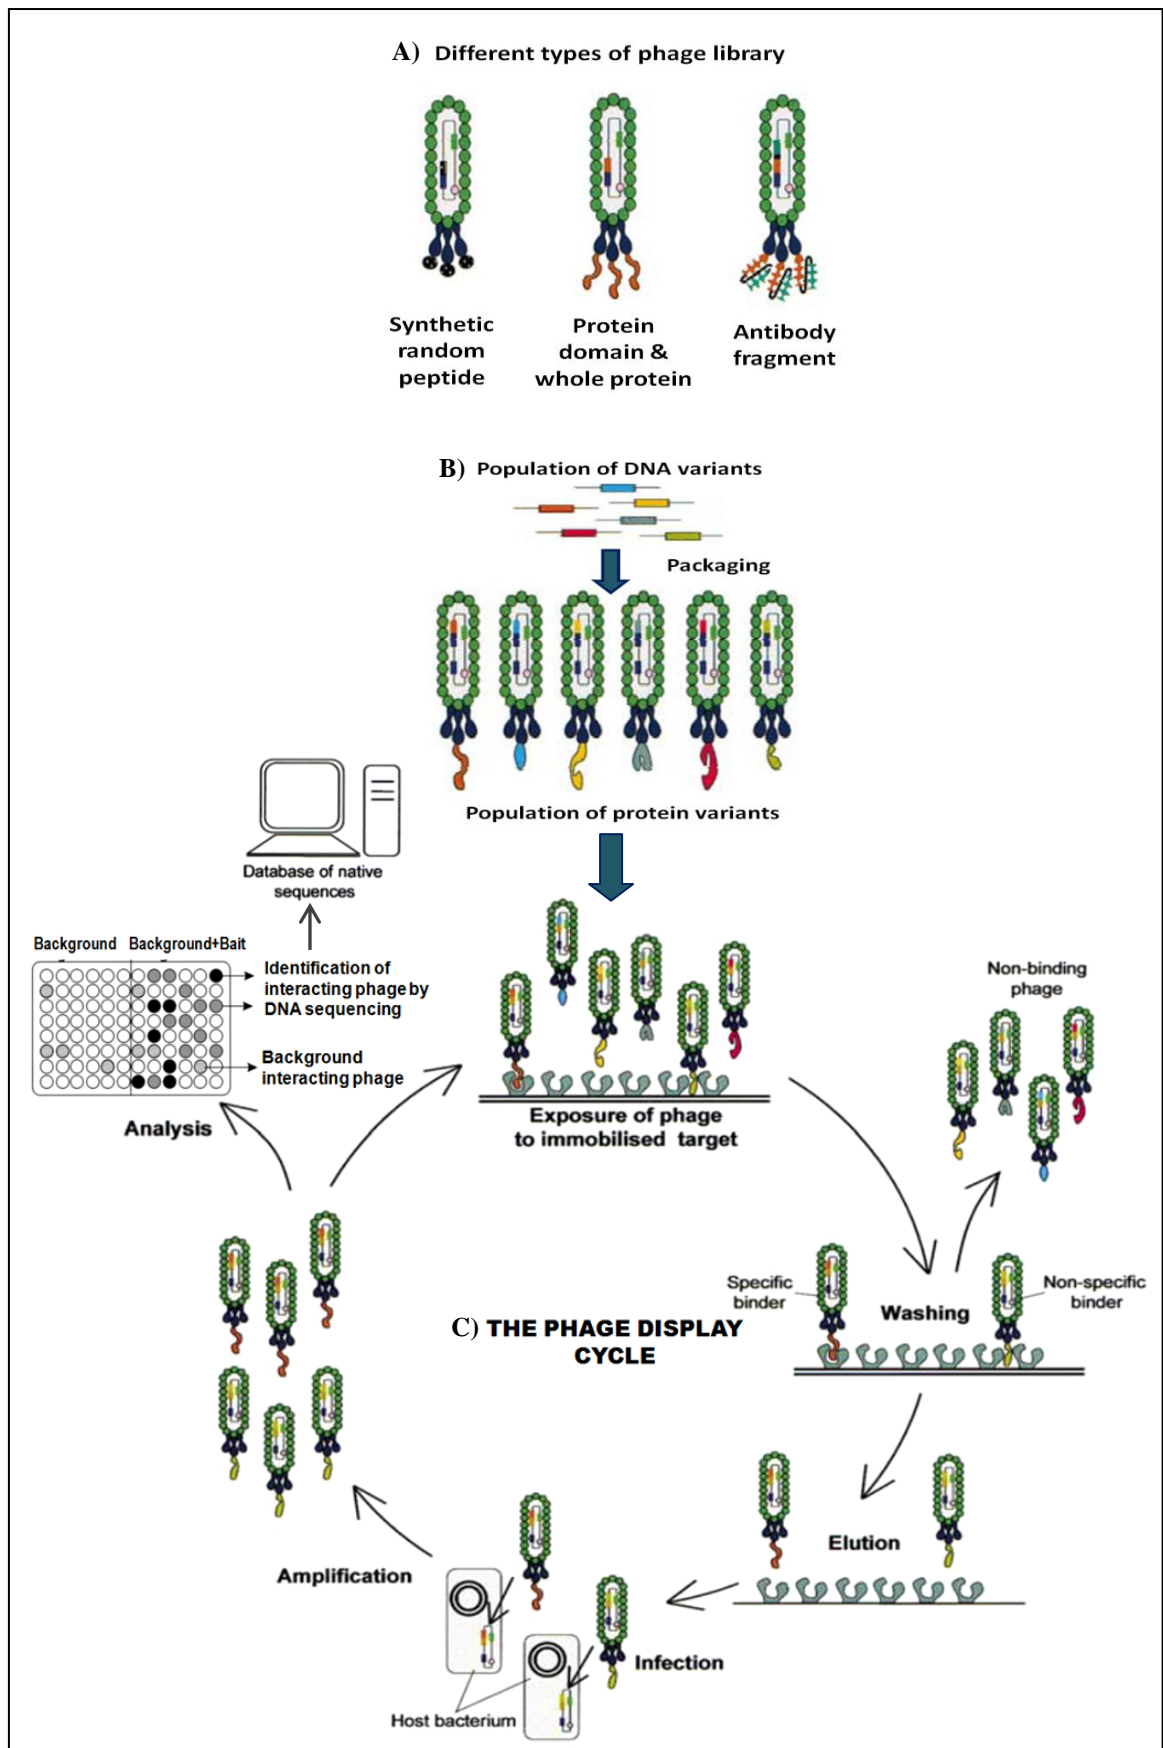 A) Different types of phage library
Synthetic
random
peptide
Protein
domain &
whole protein
Antibody
fragment
B) Population of DNA variants
Packaging
Population of protein variants
Database of native
sequences
Background
Background+Bait
Identification of
interacting phage by
DNA sequencing
Background
interacting phage
Analysis
Exposure of phage
to immobilised target
Non-binding
phage
Specific
binder
Washing
Non-specific
binder
C) THE PHAGE DISPLAY
CYCLE
Elution
Amplification
Infection
Host bacterium